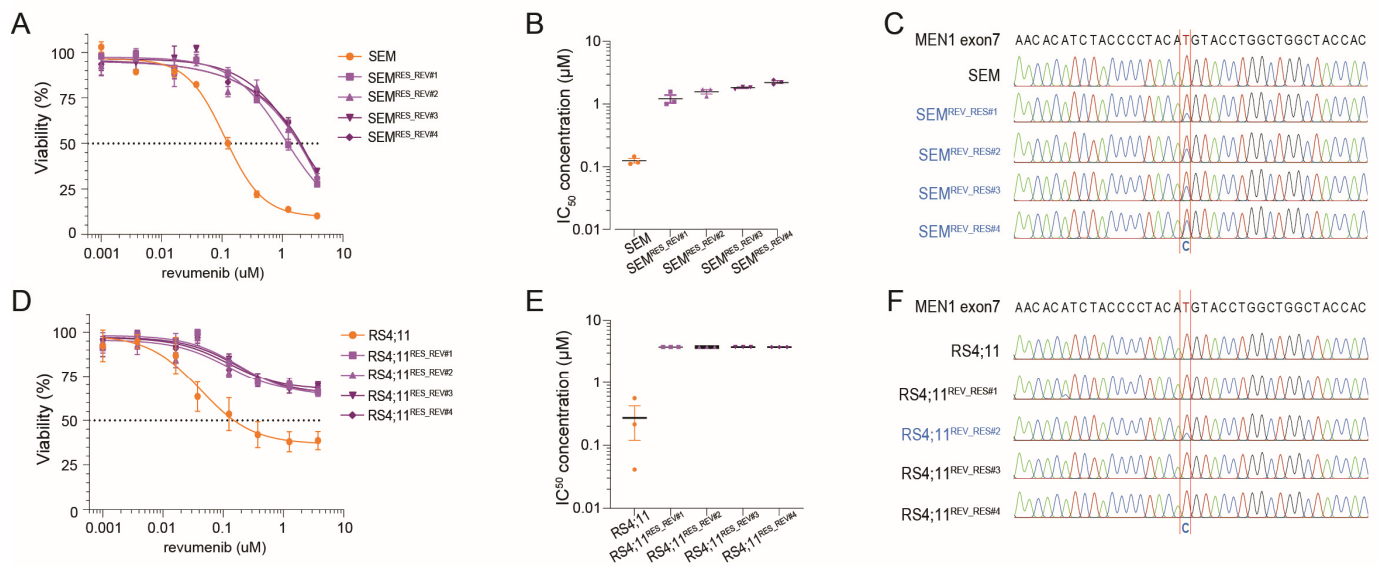 A
100
75
50
25
0
Viability (%)
0.001
0.01
0.1
1
10
revumenib (uM)
SEM
SEMRES_REV#1
SEMRES_REV#2
SEMRES_REV#3
SEMRES_REV#4
B
10
1
0.1
0.01
IC50 concentration (µM)
SEM
SEMRES_REV#1
SEMRES_REV#2
SEMRES_REV#3
SEMRES_REV#4
C
MEN1 exon7 AACACATCTACCCCTACATGTACCTGGCTGGCTACCAC
SEM
SEMREV_RES#1
SEMREV_RES#2
SEMREV_RES#3
SEMREV_RES#4
C
D
100
75
50
25
0
Viability (%)
0.001
0.01
0.1
1
10
revumenib (uM)
RS4;11
RS4;11RES_REV#1
RS4;11RES_REV#2
RS4;11RES_REV#3
RS4;11RES_REV#4
E
10
1
0.1
0.01
IC50 concentration (µM)
RS4;11
RS4;11RES_REV#1
RS4;11RES_REV#2
RS4;11RES_REV#3
RS4;11RES_REV#4
F
MEN1 exon7 AACACATCTACCCCTACATGTACCTGGCTGGCTACCAC
RS4;11
RS4;11REV_RES#1
RS4;11REV_RES#2
RS4;11REV_RES#3
RS4;11REV_RES#4
C